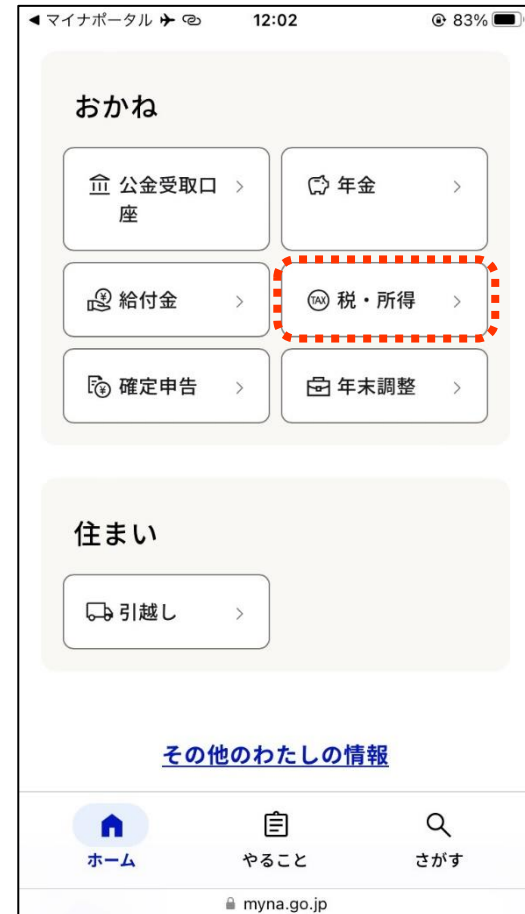 マイナポータル 12:02 83%
おかね
公金受取口
座
年金
給付金
TAX 税・所得
確定申告
年末調整
住まい
引越し
その他のわたしの情報
ホーム やること さがす
myna.go.jp